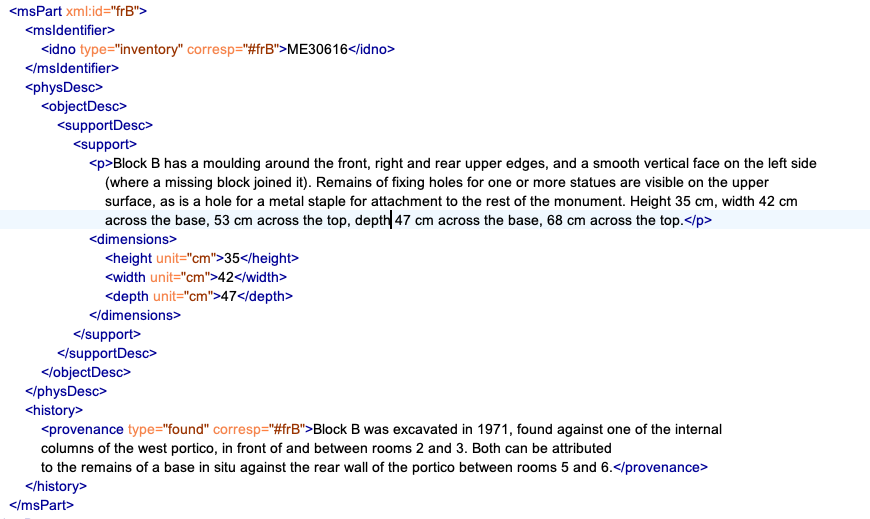 <msPart xml:id="frB">
<msIdentifier>
<idno type="inventory" corresp="#frB">ME30616</idno>
</msIdentifier>
<physDesc>
<objectDesc>
<supportDesc>
<support>
<p>Block B has a moulding around the front, right and rear upper edges, and a smooth vertical face on the left side
(where a missing block joined it). Remains of fixing holes for one or more statues are visible on the upper
surface, as is a hole for a metal staple for attachment to the rest of the monument. Height 35 cm, width 42 cm
across the base, 53 cm across the top, depth 47 cm across the base, 68 cm across the top.</p>
<dimensions>
<height unit="cm">35</height>
<width unit="cm">42</width>
<depth unit="cm">47</depth>
</dimensions>
</support>
</supportDesc>
</objectDesc>
</physDesc>
<history>
<provenance type="found" corresp="#frB">Block B was excavated in 1971, found against one of the internal
columns of the west portico, in front of and between rooms 2 and 3. Both can be attributed
to the remains of a base in situ against the rear wall of the portico between rooms 5 and 6.</provenance>
</history>
</msPart>